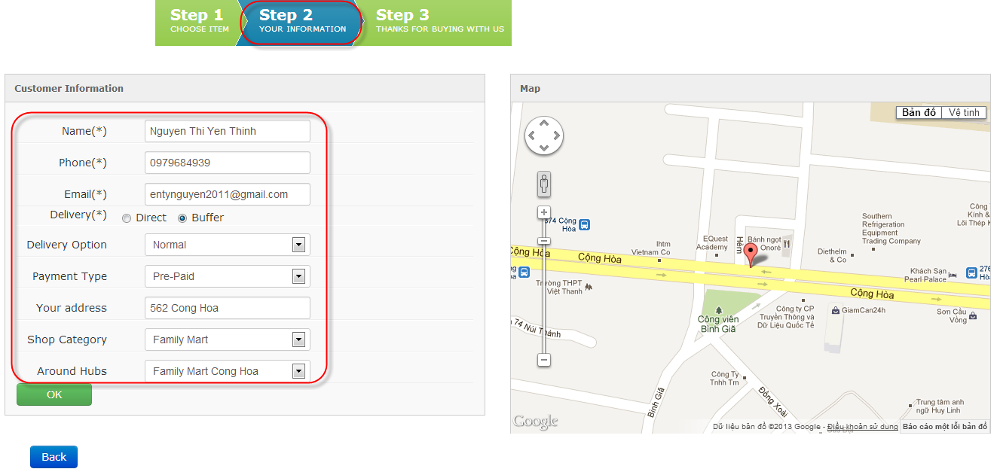 Step 1
CHOOSE ITEM
Step 2
YOUR INFORMATION
Step 3
THANKS FOR BUYING WITH US
Customer Information
Name(*)
Nguyen Thi Yen Thinh
Phone(*)
0979684939
Email(*)
entynguyen2011@gmail.com
Delivery(*)
Direct
Buffer
Delivery Option
Normal
Payment Type
Pre-Paid
Your address
562 Cong Hoa
Shop Category
Family Mart
Around Hubs
Family Mart Cong Hoa
OK
Back
Map
Bản đồ
Vệ tinh
374 Cộng
Hòa
Cộng Hòa
Cộng Hòa
Ihtm
Vietnam Co
EQuest
Academy
Hẻm
Bánh ngọt
Onoré
Southern
Refrigeration
Equipment
Trading Company
Công
Kính &
Lõi Thép
Diethelm
& Co
Khách Sạn
Pearl Palace
276
Hòa
Trường THPT
Việt Thanh
Cộng Hòa
Công viên
Bình Giã
Công ty CP
Truyền Thông và
Dữ Liệu Quốc Tế
GiamCan24h
Sơn Cầu
Vồng
74 Núi Thành
Công Ty
Tnhh Tm
Bình Giã
Đồng Xoài
Trung tâm anh
ngữ Huy Linh
Google
Dữ liệu bản đồ ©2013 Google - Điều khoản sử dụng
Báo cáo một lỗi bản đồ